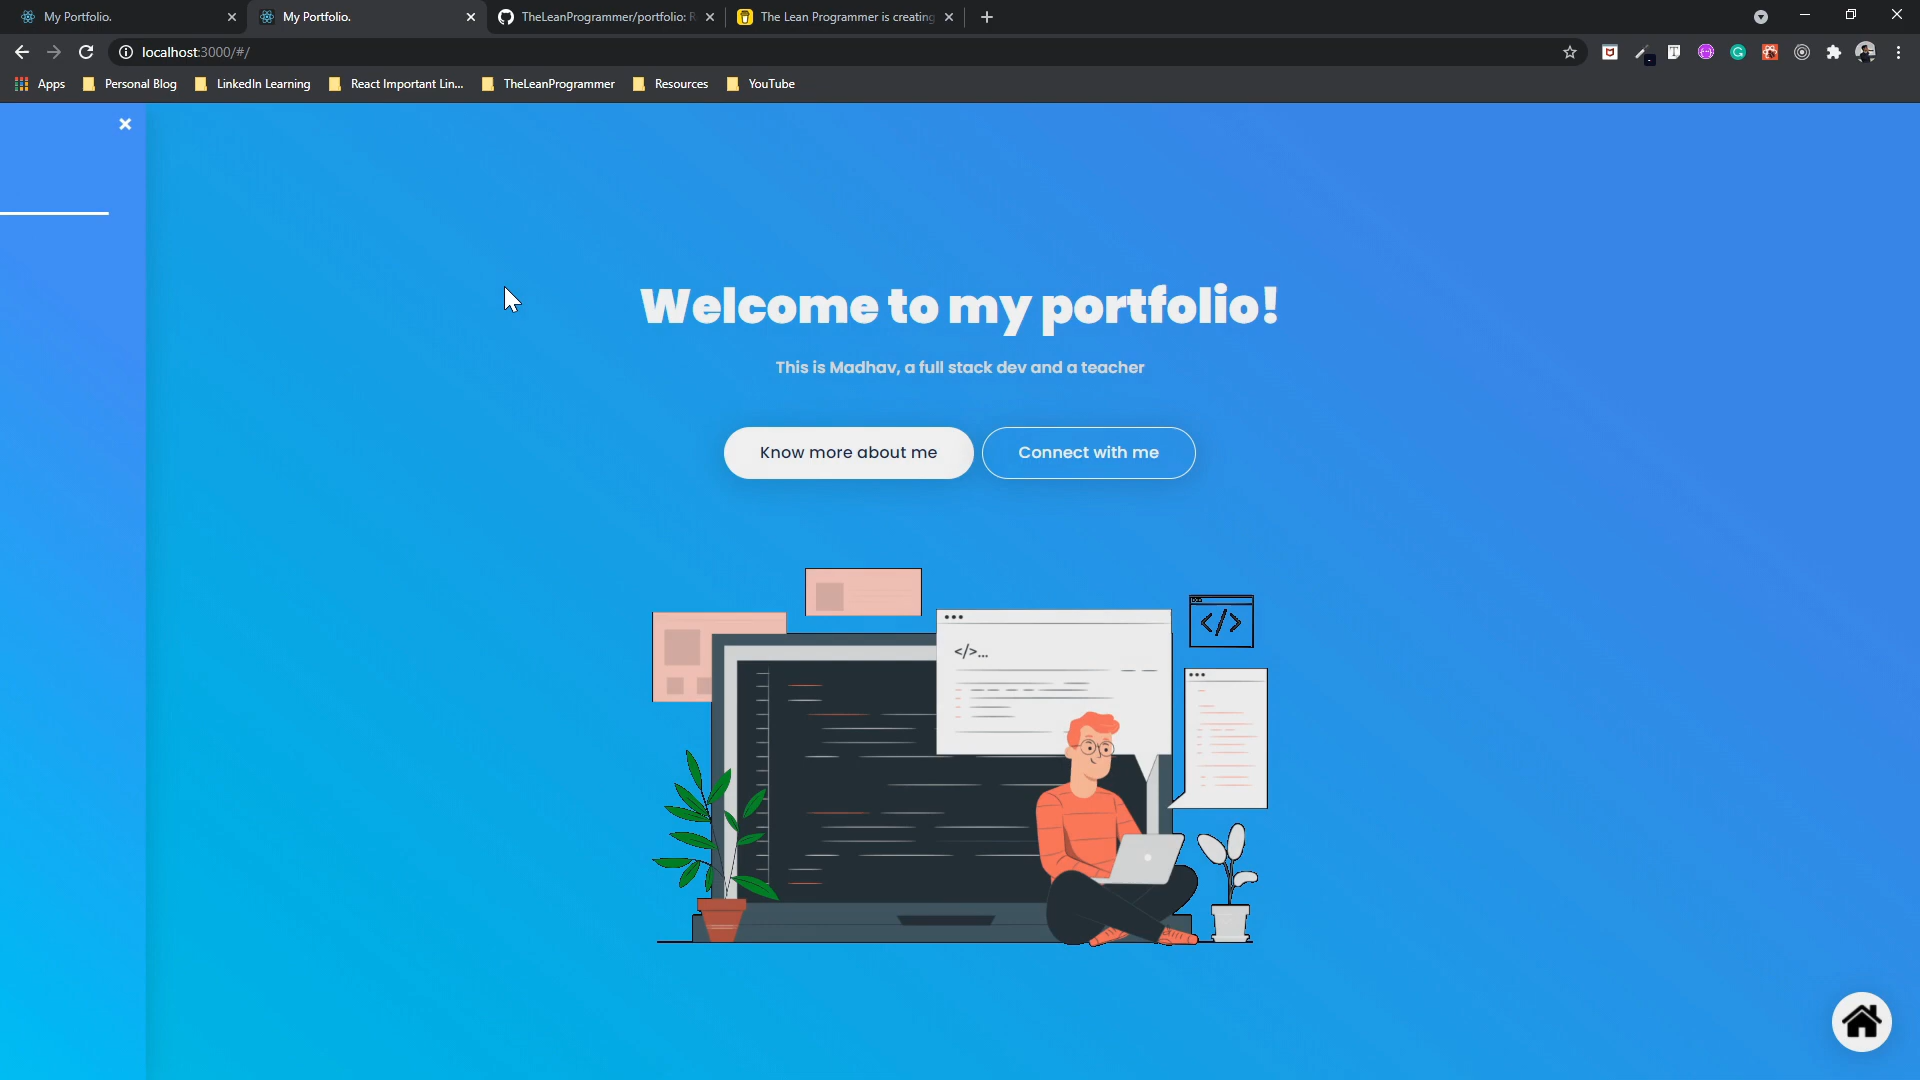 My Portfolio.
My Portfolio.
TheLeanProgrammer/portfolio: R
The Lean Programmer is creating
localhost:3000/#/
Apps
Personal Blog
LinkedIn Learning
React Important Lin...
TheLeanProgrammer
Resources
YouTube
Welcome to my portfolio!
This is Madhav, a full stack dev and a teacher
Know more about me
Connect with me
</>...
</>